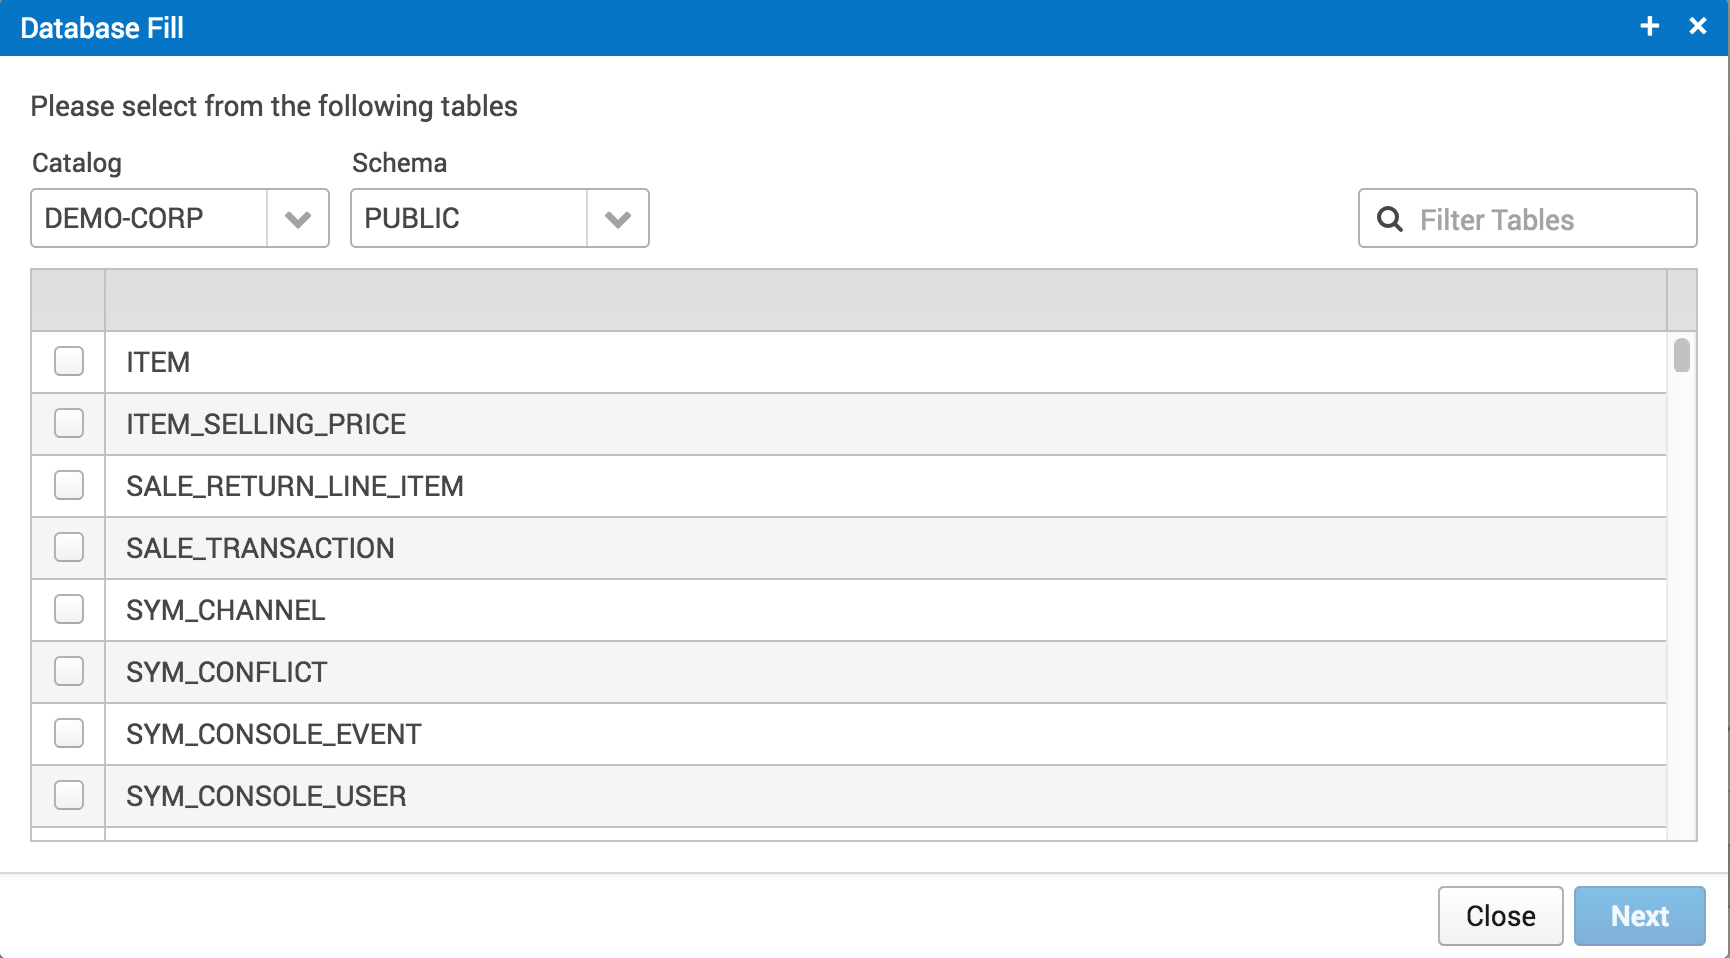 Database Fill
Please select from the following tables
Catalog
Schema
DEMO-CORP
PUBLIC
Filter Tables
ITEM
ITEM_SELLING_PRICE
SALE_RETURN_LINE_ITEM
SALE_TRANSACTION
SYM_CHANNEL
SYM_CONFLICT
SYM_CONSOLE_EVENT
SYM_CONSOLE_USER
Close
Next